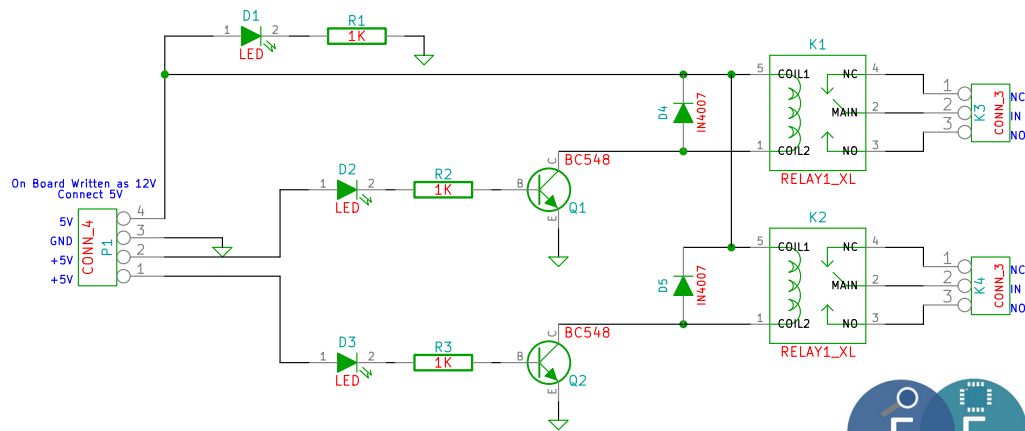 D1
1
2
LED
R1
1K
K1
5
COIL1
NC
4
MAIN
2
1
COIL2
NO
3
RELAY1_XL
1
2
3
K3
CONN_3
NC
IN
NO
D4
IN4007
On Board Written as 12V
Connect 5V
D2
1
2
LED
R2
1K
B
C
E
BC548
Q1
5V
GND
+5V
+5V
CONN_4
P1
4
3
2
1
K2
5
COIL1
NC
4
MAIN
2
1
COIL2
NO
3
RELAY1_XL
1
2
3
K4
CONN_3
NC
IN
NO
D5
IN4007
D3
1
2
LED
R3
1K
B
C
E
BC548
Q2